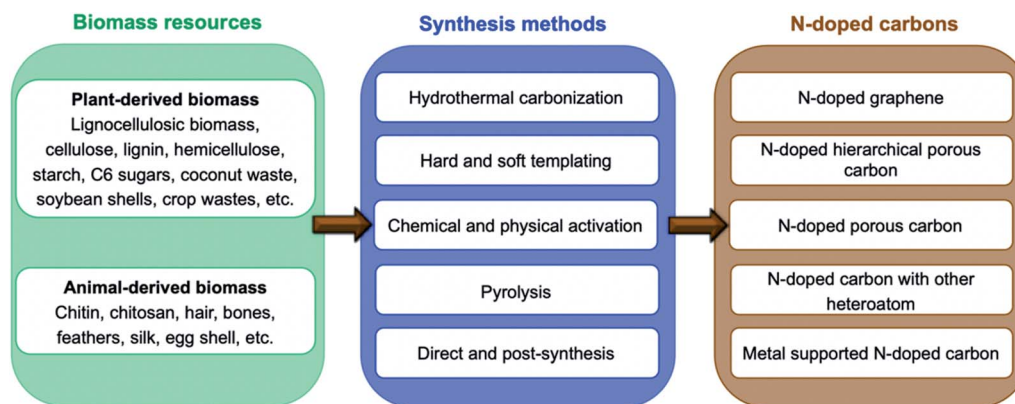 Biomass resources
Plant-derived biomass
Lignocellulosic biomass,
cellulose, lignin, hemicellulose,
starch, C6 sugars, coconut waste,
soybean shells, crop wastes, etc.
Animal-derived biomass
Chitin, chitosan, hair, bones,
feathers, silk, egg shell, etc.
Synthesis methods
Hydrothermal carbonization
Hard and soft templating
Chemical and physical activation
Pyrolysis
Direct and post-synthesis
N-doped carbons
N-doped graphene
N-doped hierarchical porous
carbon
N-doped porous carbon
N-doped carbon with other
heteroatom
Metal supported N-doped carbon